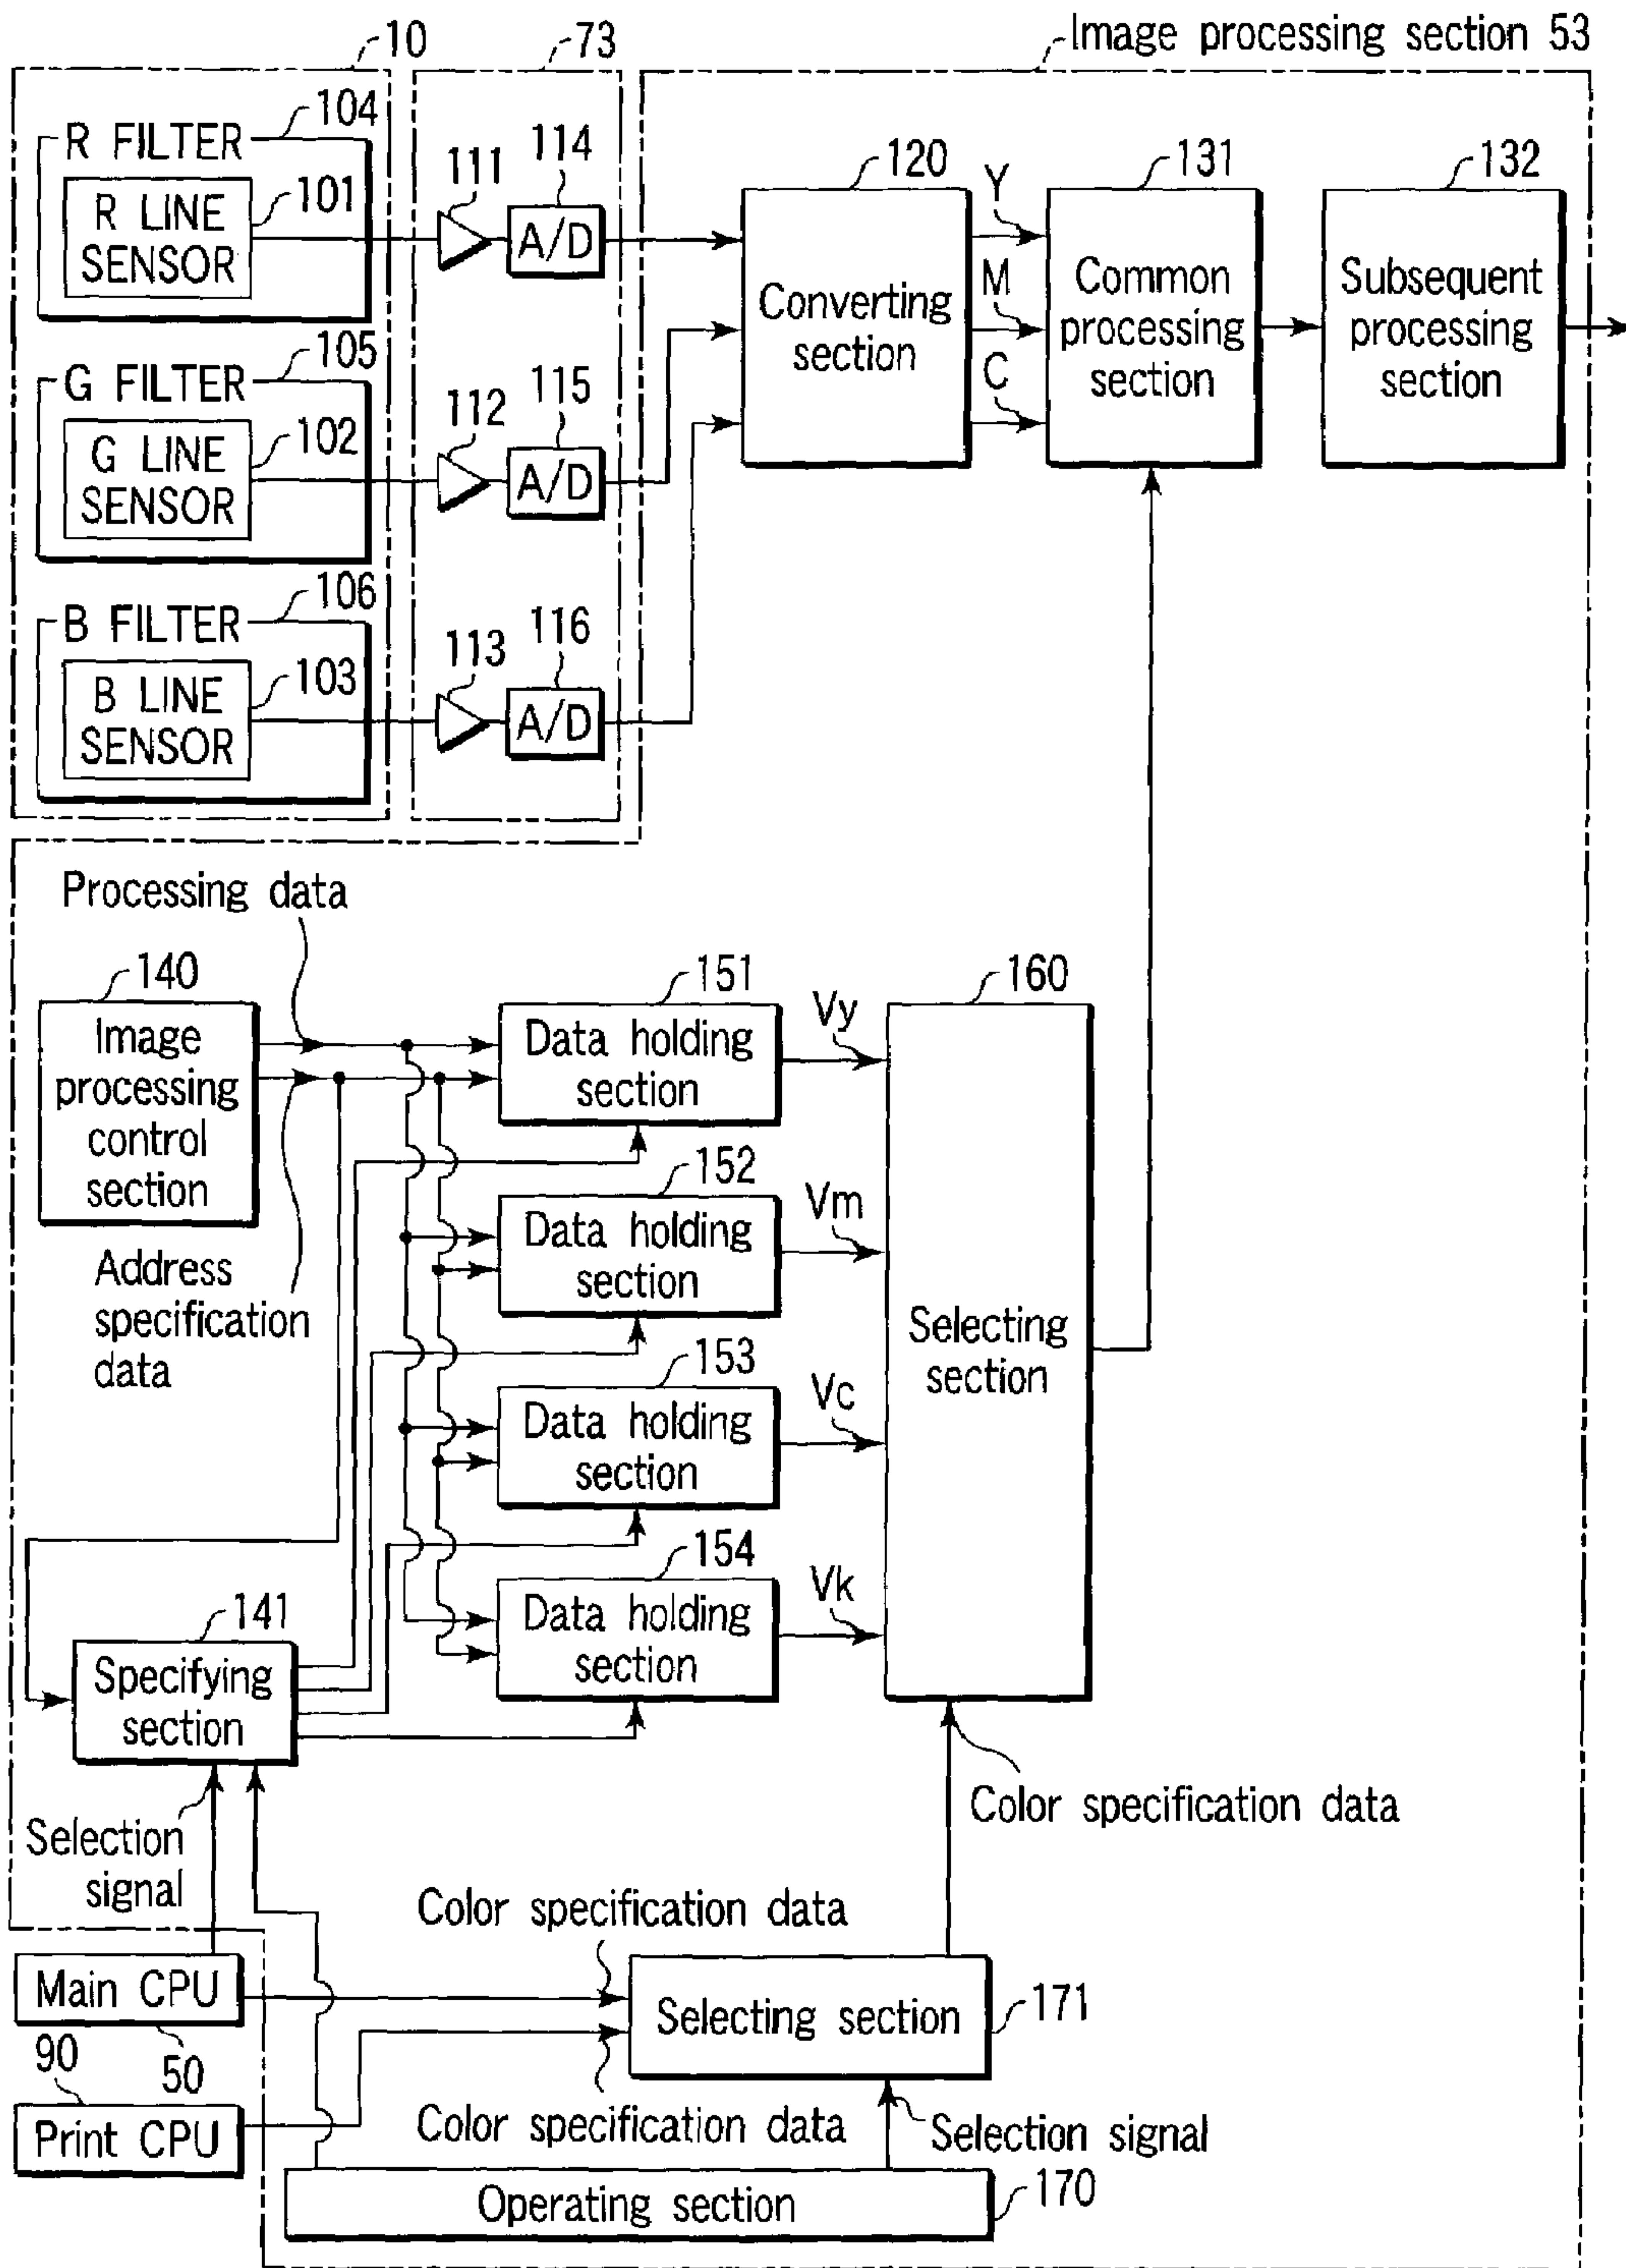 10
73
Image processing section 53
R FILTER
104
R LINE
SENSOR
101
111
114
A/D
120
Converting
section
Y
M
C
131
Common
processing
section
132
Subsequent
processing
section
G FILTER
105
G LINE
SENSOR
102
112
115
A/D
B FILTER
106
B LINE
SENSOR
103
113
116
A/D
Processing data
140
Image
processing
control
section
Address
specification
data
151
Data holding
section
Vy
152
Data holding
section
Vm
153
Data holding
section
Vc
154
Data holding
section
Vk
160
Selecting
section
141
Specifying
section
Selection
signal
Color specification data
Color specification data
Main CPU
50
Selecting section
171
90
Print CPU
Color specification data
Selection signal
Operating section
170